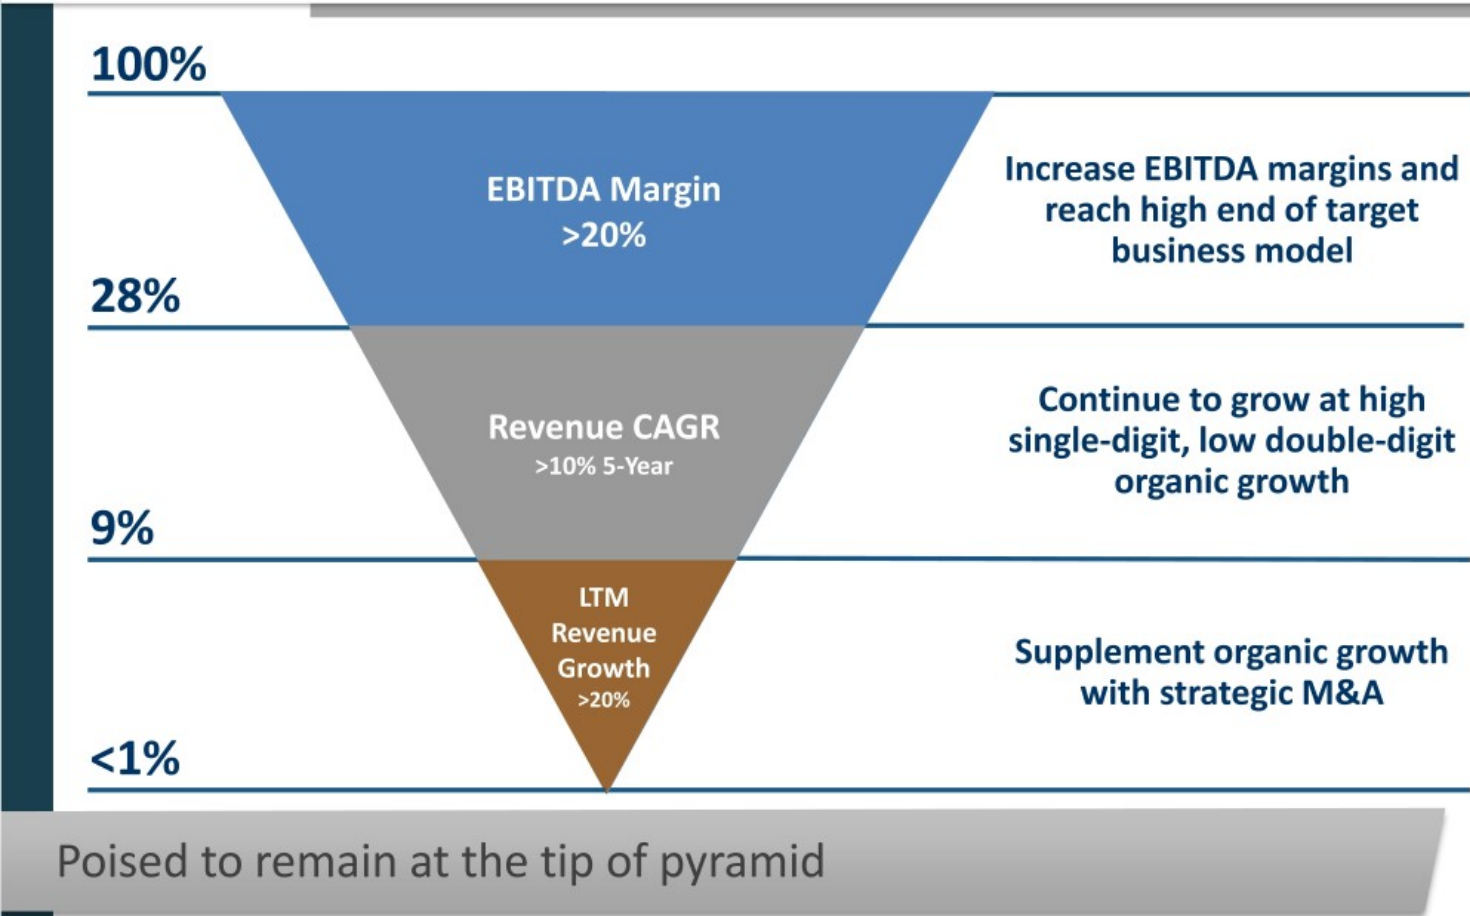 100%
EBITDA Margin
>20%
Increase EBITDA margins and
reach high end of target
business model
28%
Revenue CAGR
>10% 5-Year
Continue to grow at high
single-digit, low double-digit
organic growth
9%
LTM
Revenue
Growth
>20%
Supplement organic growth
with strategic M&A
<1%
Poised to remain at the tip of pyramid